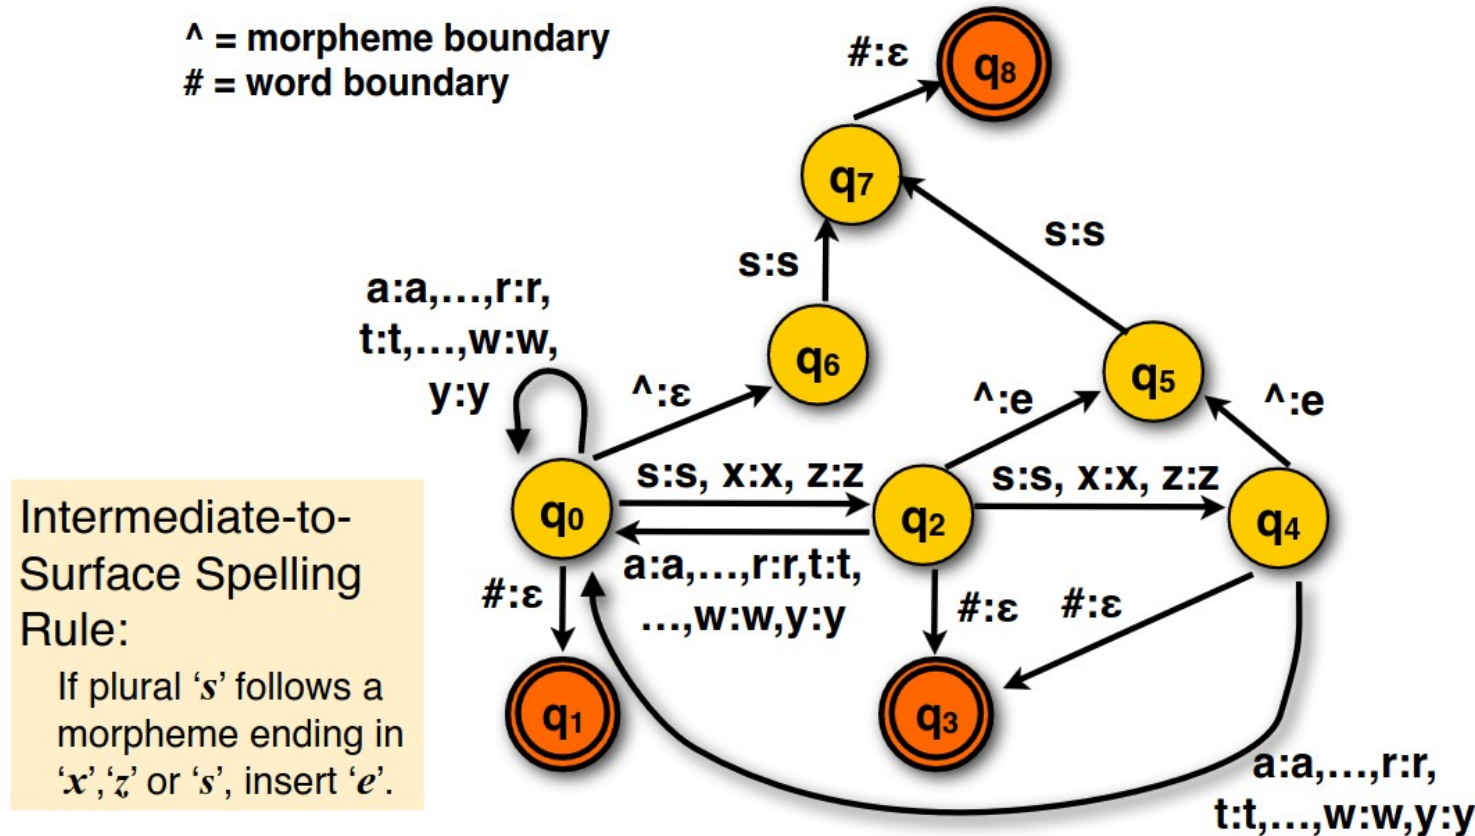 ^ = morpheme boundary
# = word boundary
#:ε
q8
q7
s:s
s:s
a:a,...,r:r,
t:t,...,w:w,
y:y
q6
q5
^:ε
^:e
^:e
s:s, x:x, z:z
s:s, x:x, z:z
q0
q2
q4
a:a,...,r:r,t:t,
...,w:w,y:y
#:ε
#:ε
#:ε
q1
q3
a:a,...,r:r,
t:t,...,w:w,y:y
Intermediate-to-
Surface Spelling
Rule:
If plural ‘s’ follows a
morpheme ending in
‘x’,‘z’ or ‘s’, insert ‘e’.